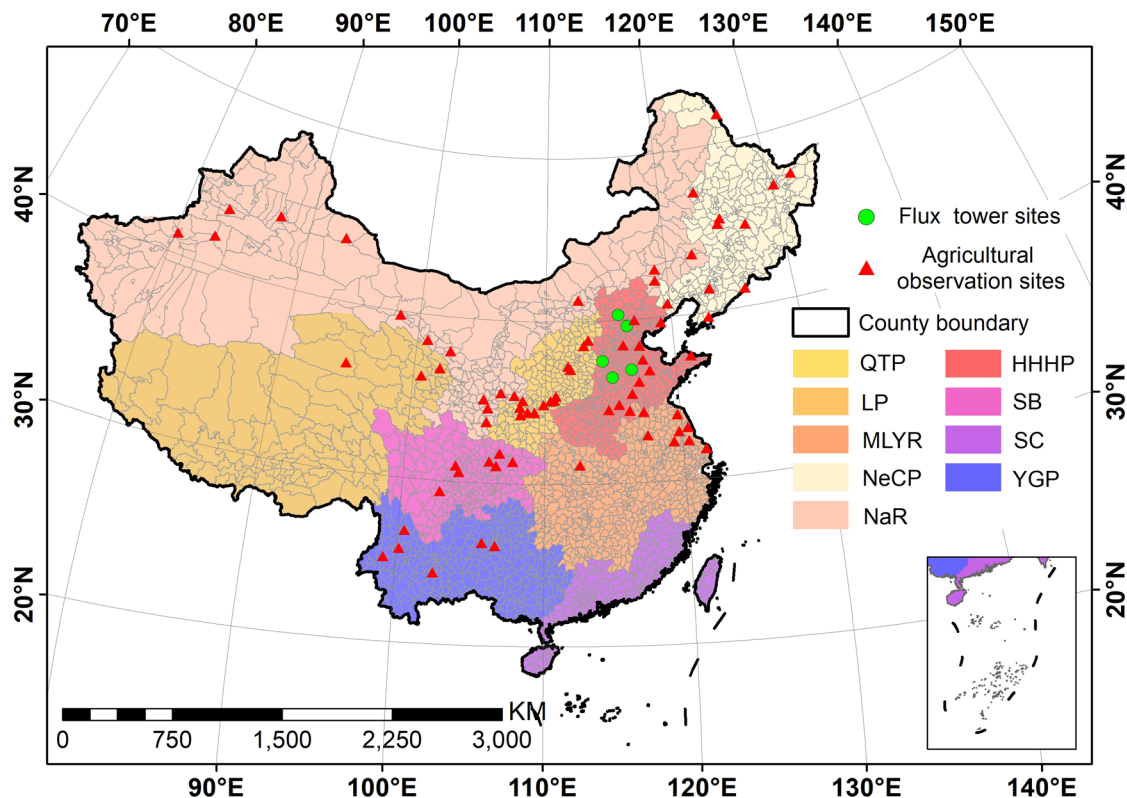 70°E 80°E 90°E 100°E 110°E 120°E 130°E 140°E 150°E
40°N
30°N
20°N
40°N
30°N
20°N
Flux tower sites
Agricultural
observation sites
County boundary
QTP
LP
MLYR
NeCP
NaR
HHHP
SB
SC
YGP
KM
0 750 1,500 2,250 3,000
90°E 100°E 110°E 120°E 130°E 140°E